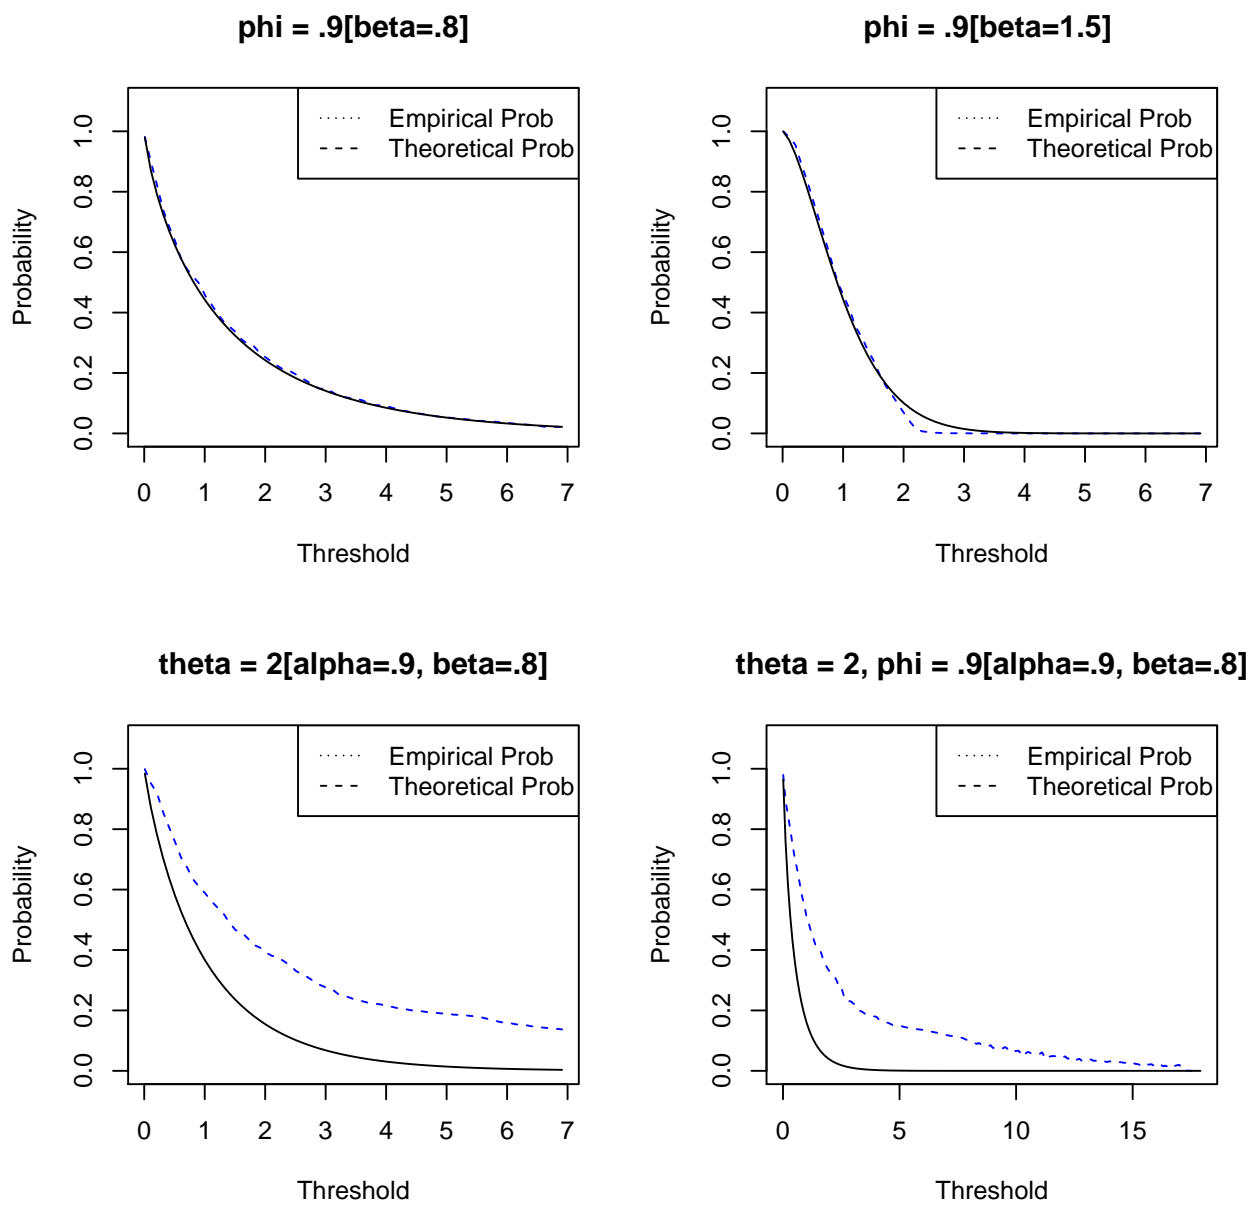 phi = .9[beta=.8]
Probability
0.0 0.2 0.4 0.6 0.8 1.0
Empirical Prob
Theoretical Prob
0 1 2 3 4 5 6 7
Threshold
phi = .9[beta=1.5]
Probability
0.0 0.2 0.4 0.6 0.8 1.0
Empirical Prob
Theoretical Prob
0 1 2 3 4 5 6 7
Threshold
theta = 2[alpha=.9, beta=.8]
Probability
0.0 0.2 0.4 0.6 0.8 1.0
Empirical Prob
Theoretical Prob
0 1 2 3 4 5 6 7
Threshold
theta = 2, phi = .9[alpha=.9, beta=.8]
Probability
0.0 0.2 0.4 0.6 0.8 1.0
Empirical Prob
Theoretical Prob
0 5 10 15
Threshold